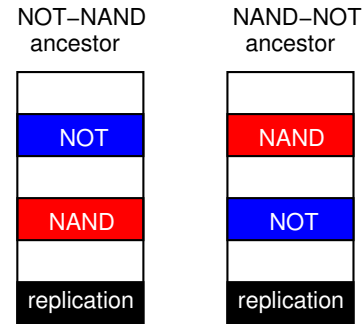 NOT−NAND
ancestor
NOT
NAND
replication
NAND−NOT
ancestor
NAND
NOT
replication